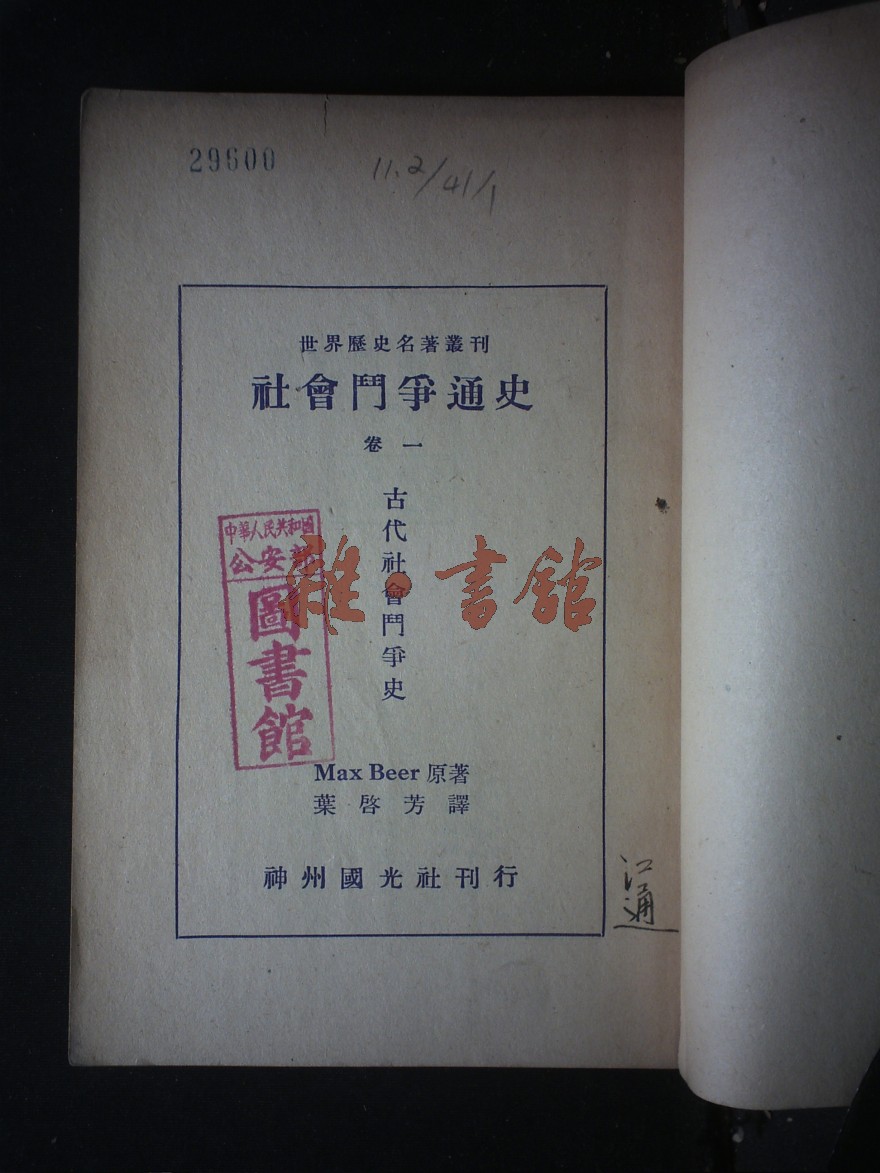 29600
11.2/41/1
世界歷史名著叢刊
社會鬥爭通史
卷一
古代社會鬥爭史
中華人民共和國
公安部
圖書館
雜·書館
Max Beer 原著
葉啓芳譯
神州國光社刊行
江通